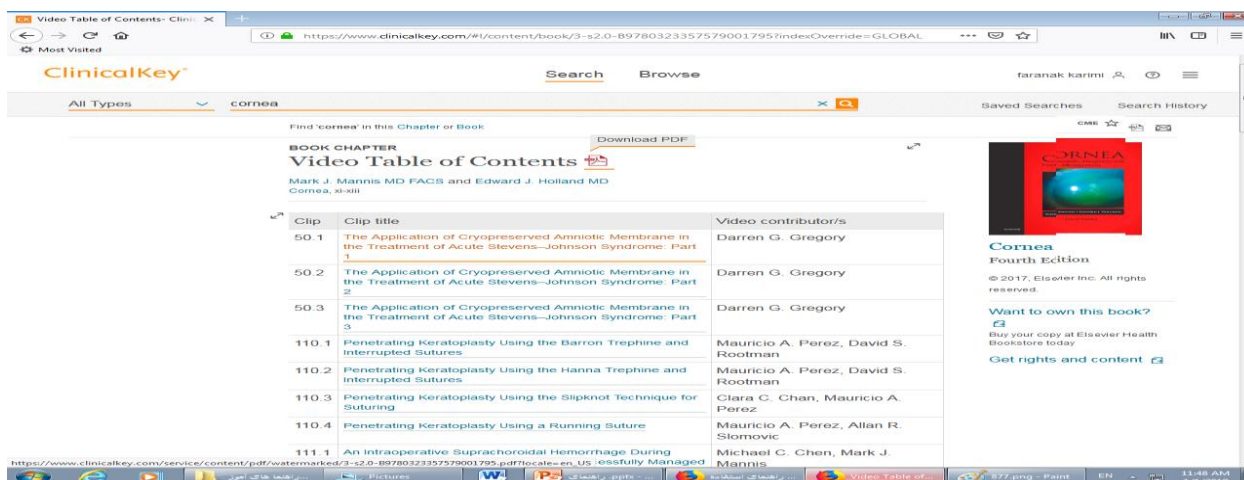 Video Table of Contents- Clinic
https://www.clinicalkey.com/#!/content/book/3-s2.0-B9780323357579001795?indexOverride=GLOBAL
Most Visited
ClinicalKey
Search Browse
faranak karimi
All Types
cornea
Saved Searches Search History
Find 'cornea' in this Chapter or Book
CME
BOOK CHAPTER
Download PDF
Video Table of Contents
Mark J. Mannis MD FACS and Edward J. Holland MD
Cornea, xi-xiii
CORNEA
Cornea
Fourth Edition
© 2017, Elsevier Inc. All rights
reserved.
Want to own this book?
Buy your copy at Elsevier Health
Bookstore today
Get rights and content
Clip Clip title Video contributor/s
50.1 The Application of Cryopreserved Amniotic Membrane in Darren G. Gregory
the Treatment of Acute Stevens–Johnson Syndrome: Part
1
50.2 The Application of Cryopreserved Amniotic Membrane in Darren G. Gregory
the Treatment of Acute Stevens–Johnson Syndrome: Part
2
50.3 The Application of Cryopreserved Amniotic Membrane in Darren G. Gregory
the Treatment of Acute Stevens–Johnson Syndrome: Part
3
110.1 Penetrating Keratoplasty Using the Barron Trephine and Mauricio A. Perez, David S.
Interrupted Sutures Rootman
110.2 Penetrating Keratoplasty Using the Hanna Trephine and Mauricio A. Perez, David S.
Interrupted Sutures Rootman
110.3 Penetrating Keratoplasty Using the Slipknot Technique for Clara C. Chan, Mauricio A.
Suturing Perez
110.4 Penetrating Keratoplasty Using a Running Suture Mauricio A. Perez, Allan R.
Slomovic
111.1 An Intraoperative Suprachoroidal Hemorrhage During Michael C. Chen, Mark J.
https://www.clinicalkey.com/service/content/pdf/watermarked/3-s2.0-B9780323357579001795.pdf?locale=en_US essfully Managed Mannis
راهنما های امور...
Pictures
راهنمای استفاده ...
Video Table of...
877.png - Paint
EN
11:48 AM